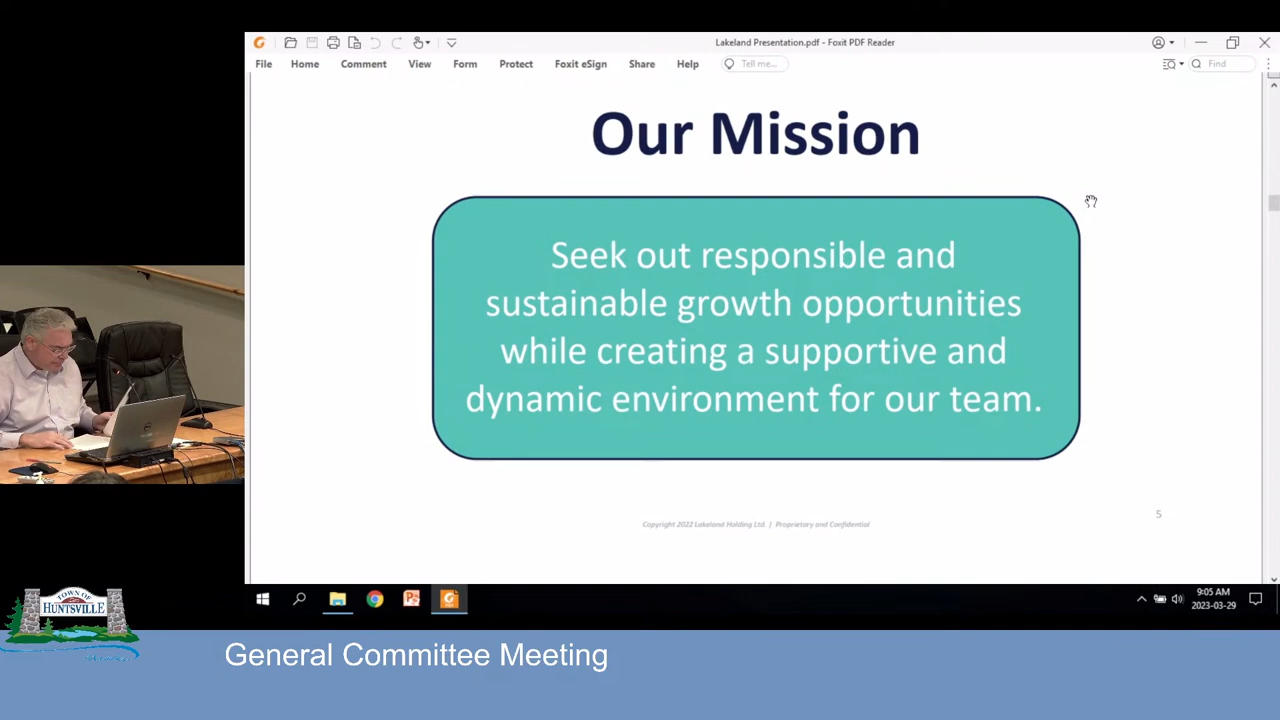 Lakeland Presentation.pdf - Foxit PDF Reader
File Home Comment View Form Protect Foxit eSign Share Help Tell me... Find
Our Mission
Seek out responsible and
sustainable growth opportunities
while creating a supportive and
dynamic environment for our team.
Copyright 2022 Lakeland Holding Ltd. | Proprietary and Confidential
5
9:05 AM
2023-03-29
TOWN OF
HUNTSVILLE
General Committee Meeting